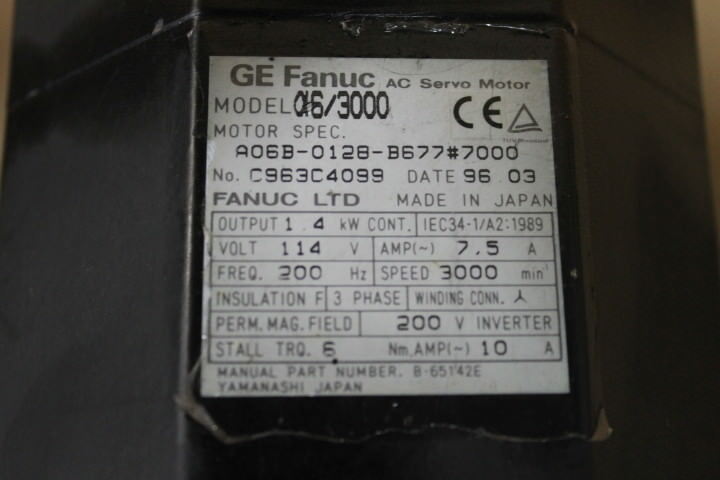 GE Fanuc AC Servo Motor
MODEL α6/3000
CE
MOTOR SPEC.
A06B-0128-B677#7000
No. C963C4099 DATE 96.03
FANUC LTD MADE IN JAPAN
OUTPUT 1.4 kW CONT. IEC34-1/A2:1989
VOLT 114 V AMP(~) 7.5 A
FREQ. 200 Hz SPEED 3000 min⁻¹
INSULATION F 3 PHASE WINDING CONN.
PERM. MAG. FIELD 200 V INVERTER
STALL TRQ. 6 Nm, AMP(~) 10 A
MANUAL PART NUMBER. B-65142E
YAMANASHI JAPAN